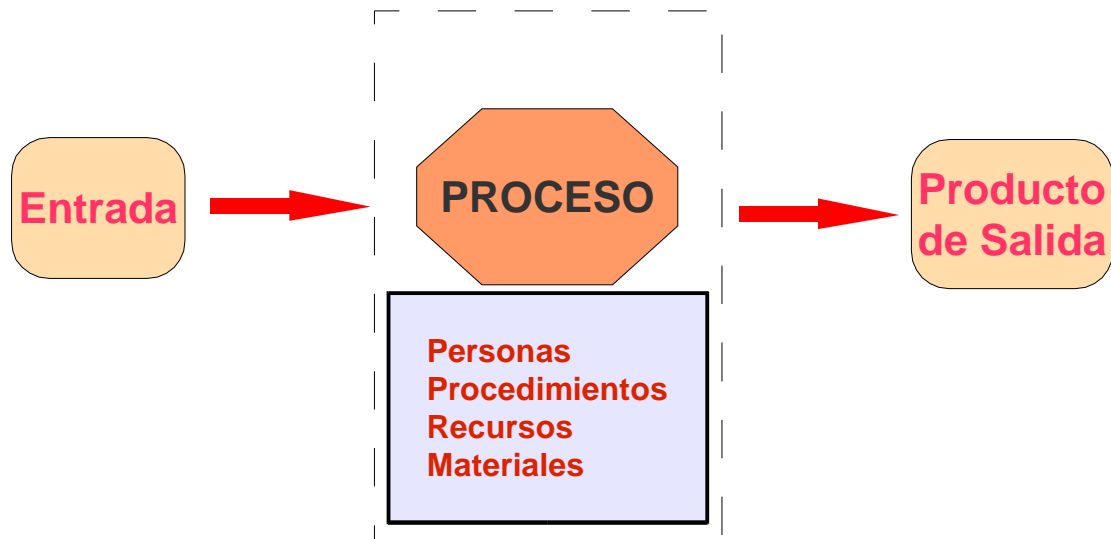 Entrada
PROCESO
Producto
de Salida
Personas
Procedimientos
Recursos
Materiales